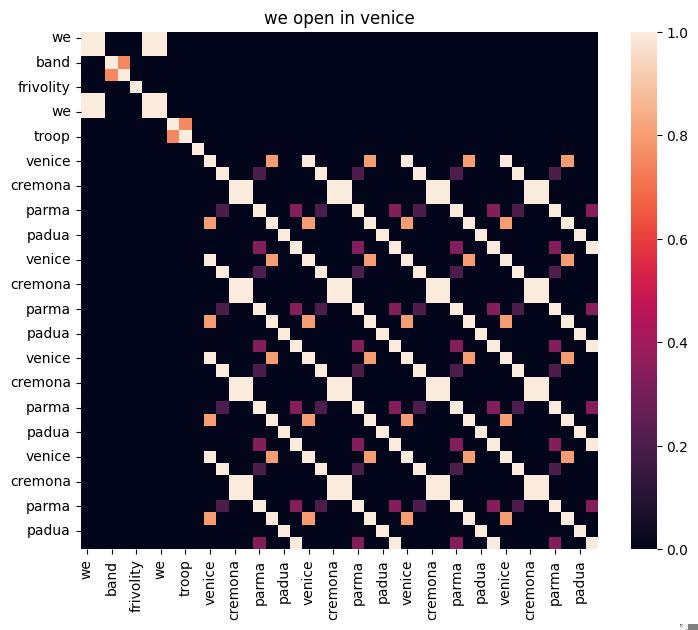 we open in venice
we
band
frivolity
we
troop
venice
cremona
parma
padua
venice
cremona
parma
padua
venice
cremona
parma
padua
venice
cremona
parma
padua
1.0
0.8
0.6
0.4
0.2
0.0
we
band
frivolity
we
troop
venice
cremona
parma
padua
venice
cremona
parma
padua
venice
cremona
parma
padua
venice
cremona
parma
padua